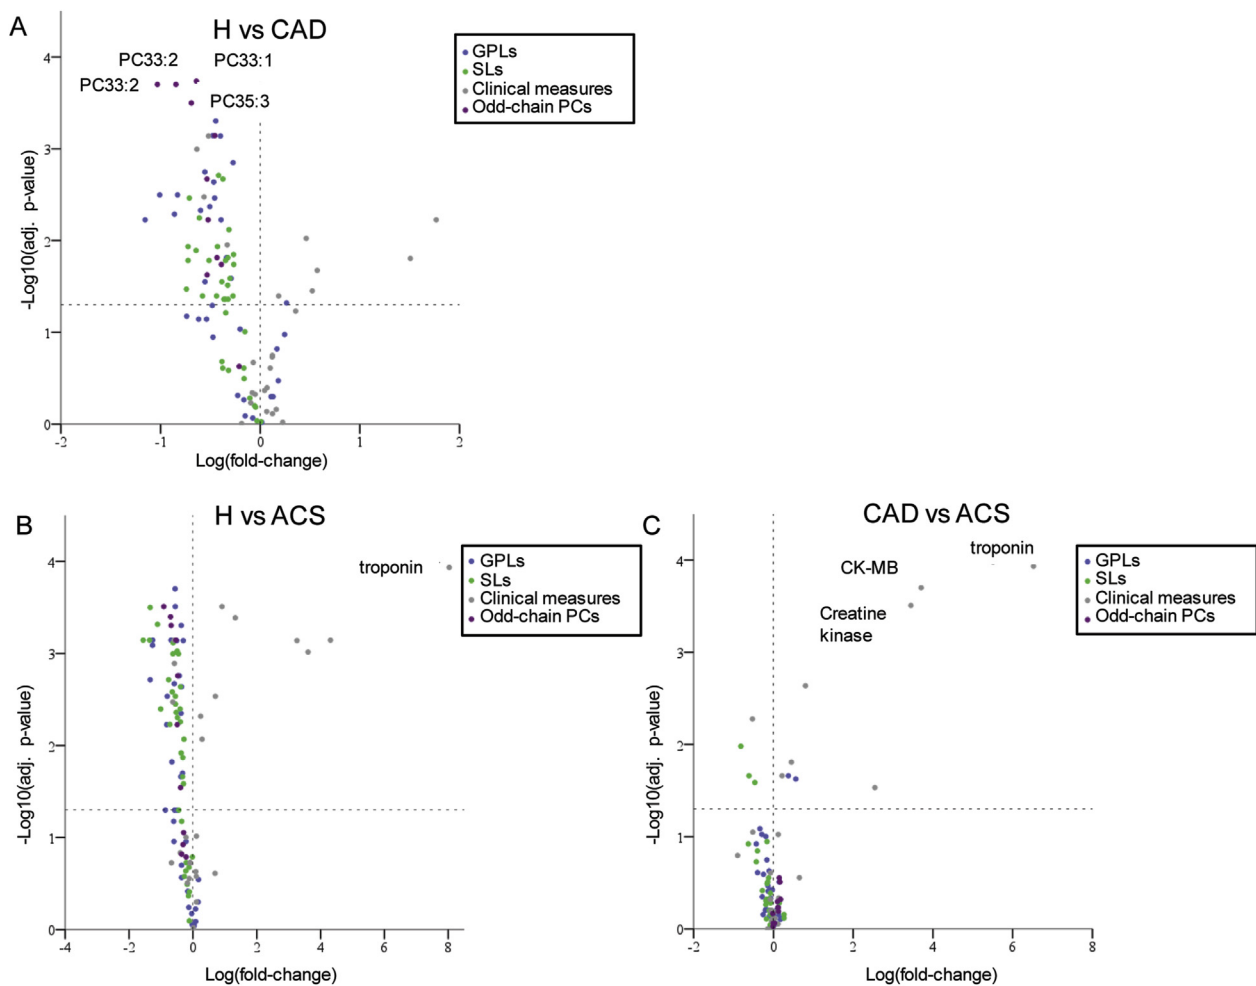 A
H vs CAD
PC33:2
PC33:1
PC33:2
PC35:3
GPLs
SLs
Clinical measures
Odd-chain PCs
-Log10(adj. p-value)
4
3
2
1
0
-2
-1
0
1
2
Log(fold-change)
B
H vs ACS
troponin
GPLs
SLs
Clinical measures
Odd-chain PCs
-Log10(adj. p-value)
4
3
2
1
0
-4
-2
0
2
4
6
8
Log(fold-change)
C
CAD vs ACS
troponin
CK-MB
Creatine
kinase
GPLs
SLs
Clinical measures
Odd-chain PCs
-Log10(adj. p-value)
4
3
2
1
0
-2
0
2
4
6
8
Log(fold-change)